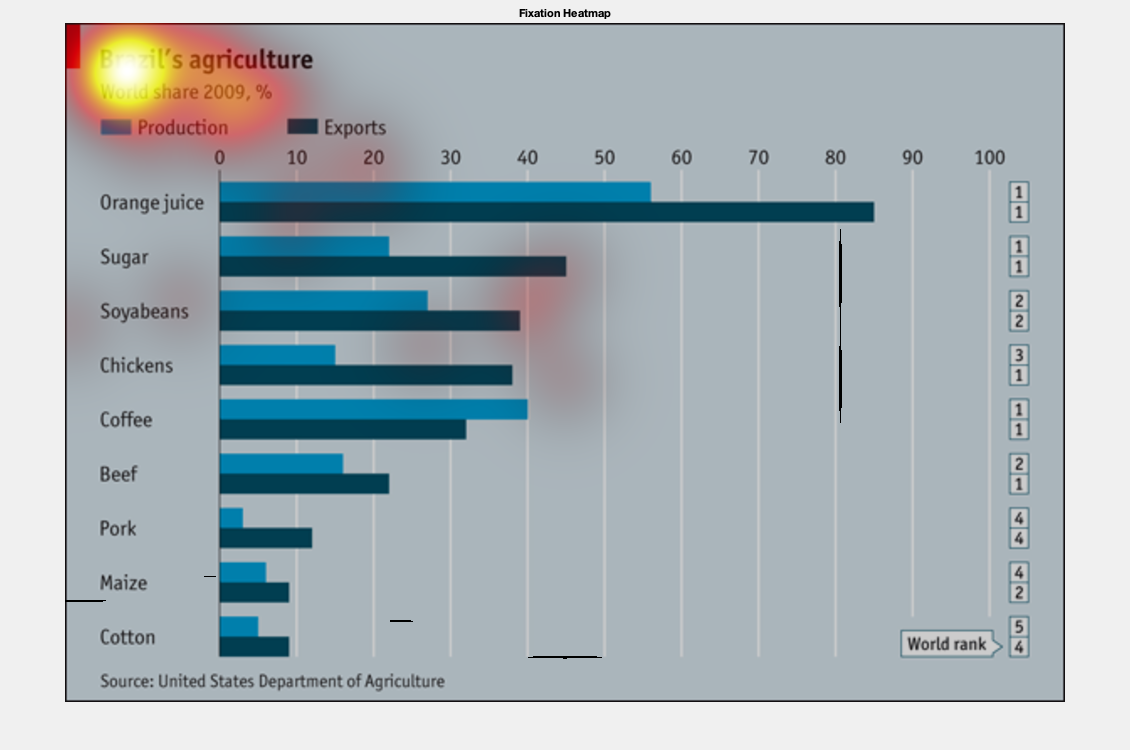 Fixation Heatmap
Brazil's agriculture
World share 2009, %
Production Exports
0 10 20 30 40 50 60 70 80 90 100
Orange juice 1 1
Sugar 1 1
Soyabeans 2 2
Chickens 3 1
Coffee 1 1
Beef 2 1
Pork 4 4
Maize 4 2
Cotton 5 4
World rank
Source: United States Department of Agriculture